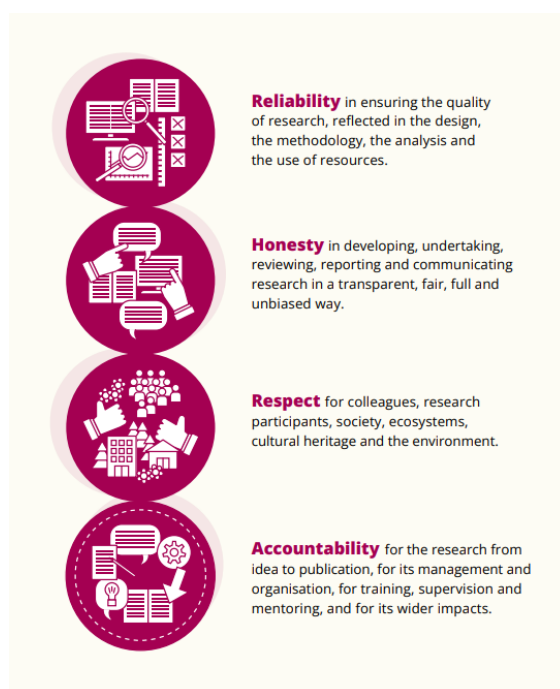 Reliability in ensuring the quality
of research, reflected in the design,
the methodology, the analysis and
the use of resources.
Honesty in developing, undertaking,
reviewing, reporting and communicating
research in a transparent, fair, full and
unbiased way.
Respect for colleagues, research
participants, society, ecosystems,
cultural heritage and the environment.
Accountability for the research from
idea to publication, for its management and
organisation, for training, supervision and
mentoring, and for its wider impacts.